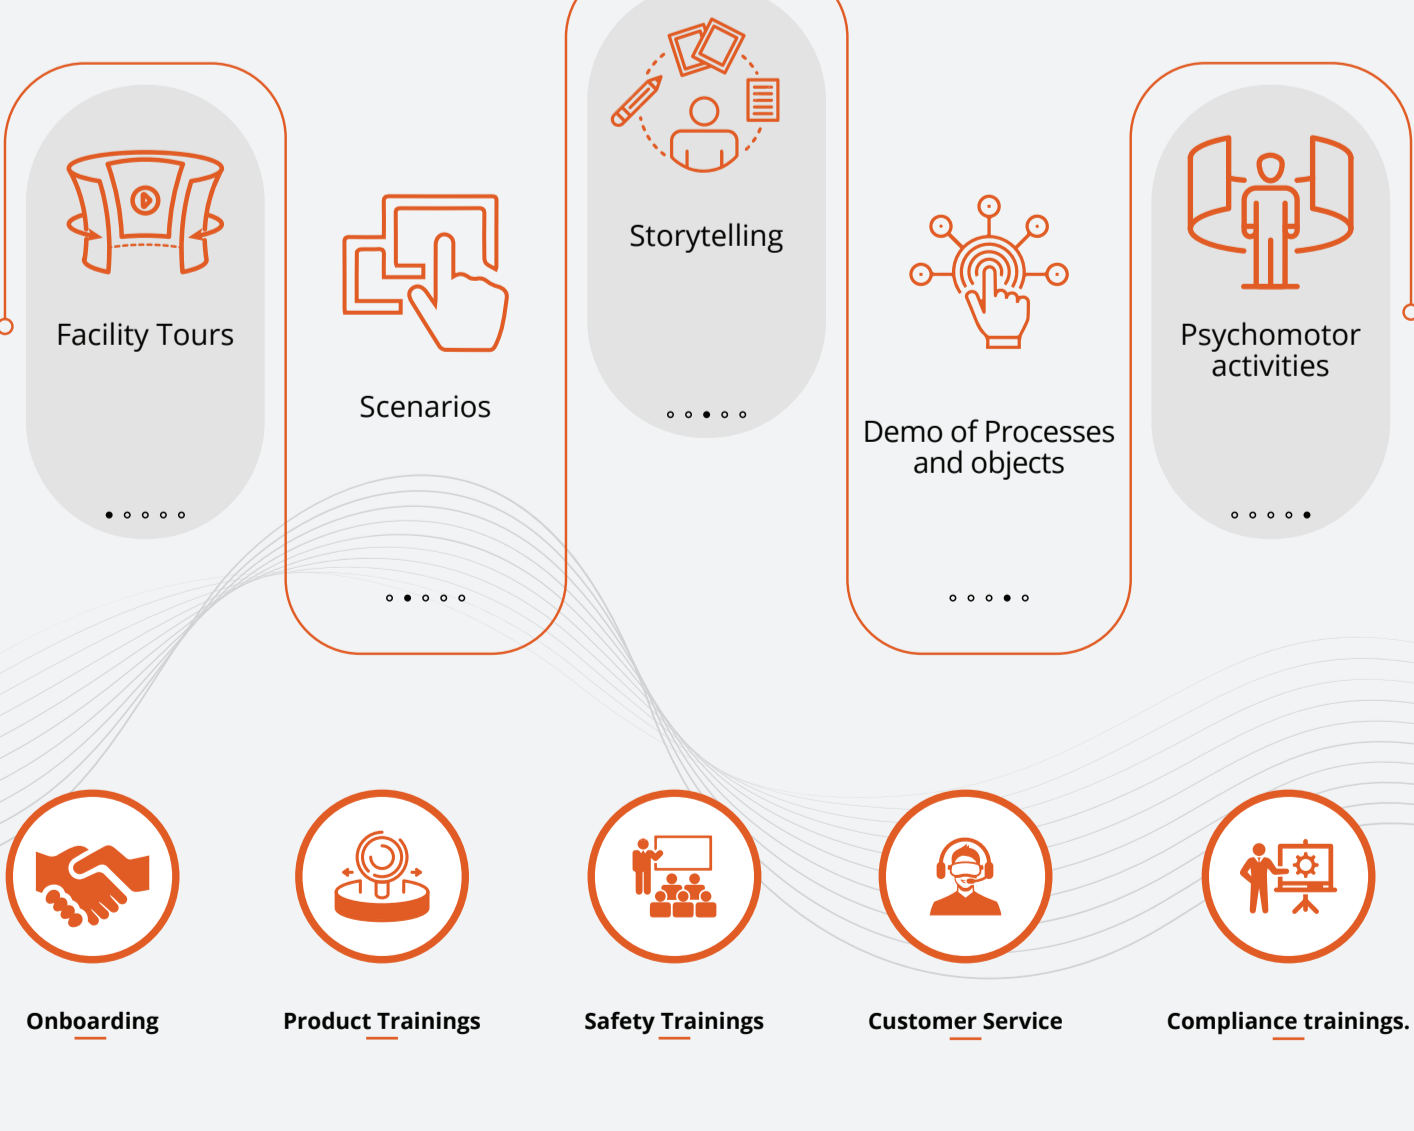 Facility Tours
Scenarios
Storytelling
Demo of Processes
and objects
Psychomotor
activities
Onboarding
Product Trainings
Safety Trainings
Customer Service
Compliance trainings.